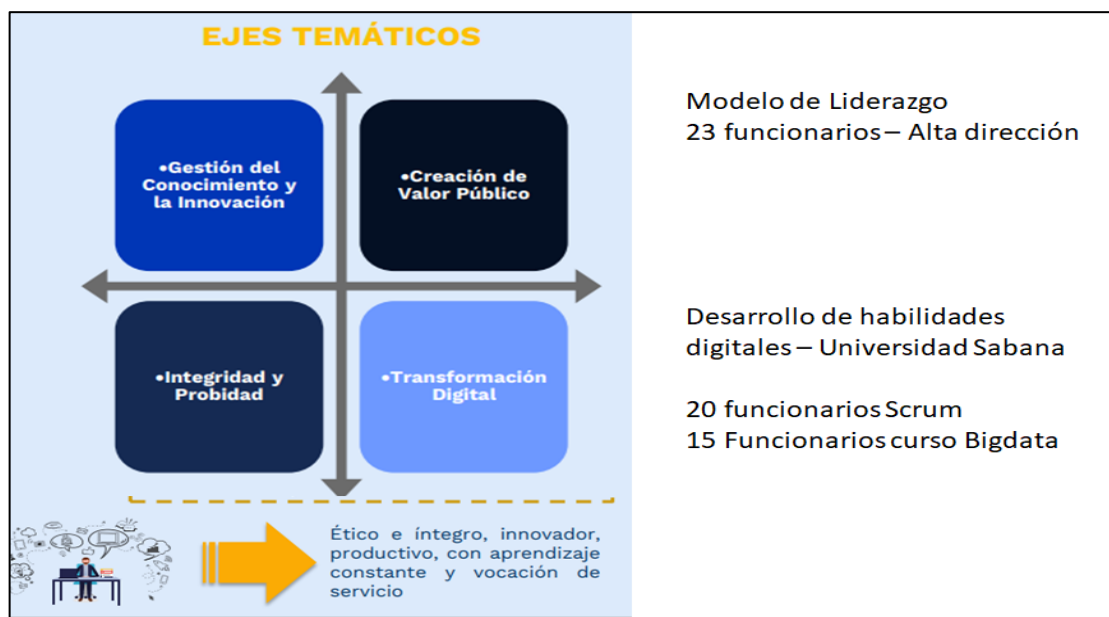 EJES TEMÁTICOS
•Gestión del
Conocimiento y
la Innovación
•Creación de
Valor Público
•Integridad y
Probidad
•Transformación
Digital
Ético e íntegro, innovador,
productivo, con aprendizaje
constante y vocación de
servicio
Modelo de Liderazgo
23 funcionarios – Alta dirección
Desarrollo de habilidades
digitales – Universidad Sabana
20 funcionarios Scrum
15 Funcionarios curso Bigdata